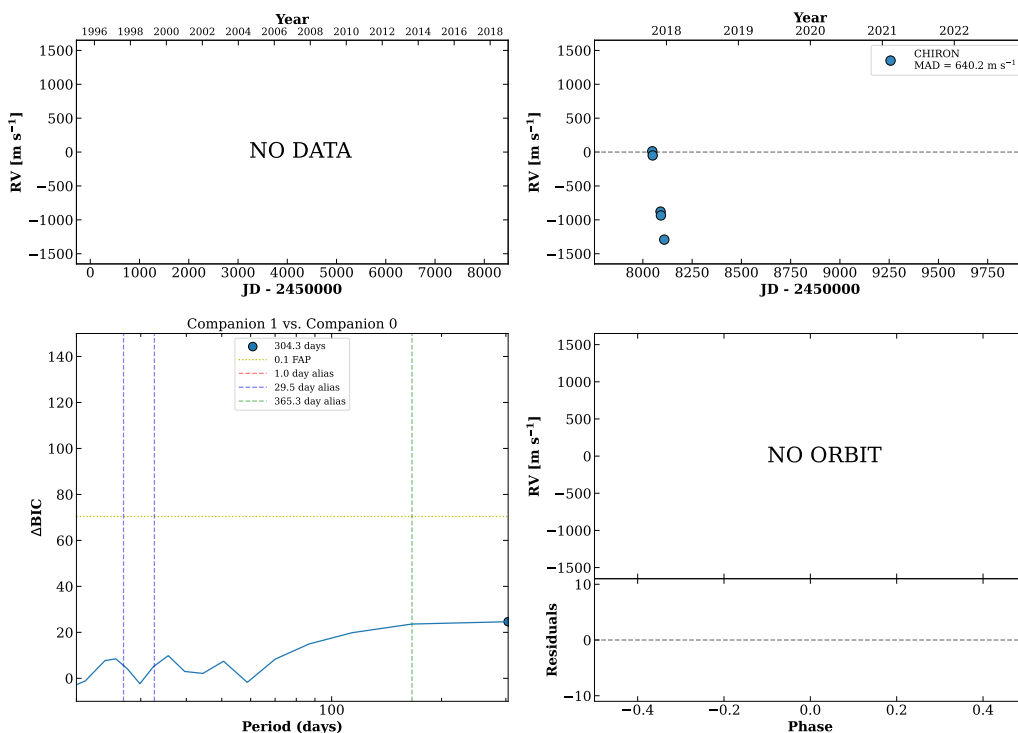 Year
1996 1998 2000 2002 2004 2006 2008 2010 2012 2014 2016 2018
1500
1000
500
0
−500
−1000
−1500
RV [m s⁻¹]
NO DATA
0 1000 2000 3000 4000 5000 6000 7000 8000
JD - 2450000
Year
2018 2019 2020 2021 2022
CHIRON
MAD = 640.2 m s⁻¹
1500
1000
500
0
−500
−1000
−1500
RV [m s⁻¹]
8000 8250 8500 8750 9000 9250 9500 9750
JD - 2450000
Companion 1 vs. Companion 0
304.3 days
0.1 FAP
1.0 day alias
29.5 day alias
365.3 day alias
140
120
100
80
60
40
20
0
ΔBIC
100
Period (days)
1500
1000
500
0
−500
−1000
−1500
RV [m s⁻¹]
NO ORBIT
10
0
−10
Residuals
−0.4 −0.2 0.0 0.2 0.4
Phase